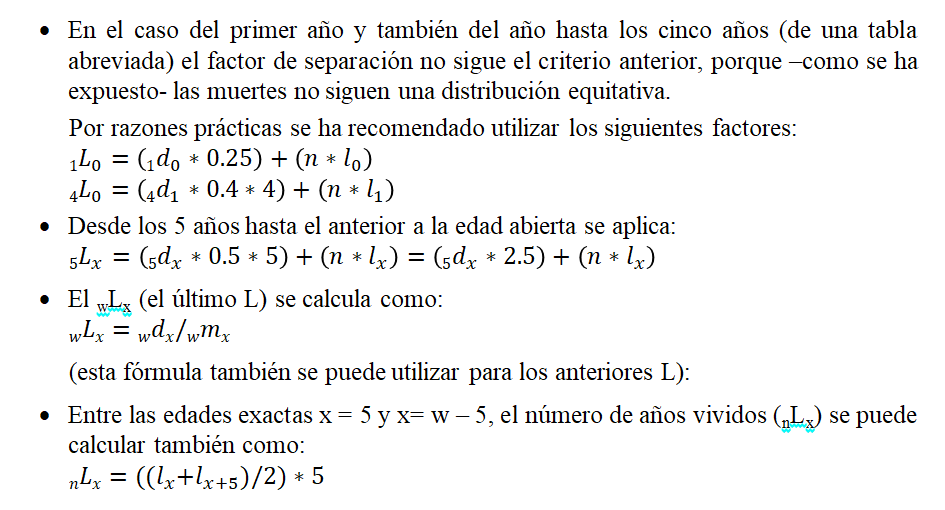 • En el caso del primer año y también del año hasta los cinco años (de una tabla
abreviada) el factor de separación no sigue el criterio anterior, porque –como se ha
expuesto- las muertes no siguen una distribución equitativa.
Por razones prácticas se ha recomendado utilizar los siguientes factores:
₁L₀ = (₁d₀ ∗ 0.25) + (n ∗ l₀)
₄L₀ = (₄d₁ ∗ 0.4 ∗ 4) + (n ∗ l₁)
• Desde los 5 años hasta el anterior a la edad abierta se aplica:
₅Lₓ = (₅dₓ ∗ 0.5 ∗ 5) + (n ∗ lₓ) = (₅dₓ ∗ 2.5) + (n ∗ lₓ)
• El wLₓ (el último L) se calcula como:
wLₓ = wdₓ/wmₓ
(esta fórmula también se puede utilizar para los anteriores L):
• Entre las edades exactas x = 5 y x= w – 5, el número de años vividos (ₙLₓ) se puede
calcular también como:
ₙLₓ = ((lₓ+lₓ₊₅)/2) ∗ 5